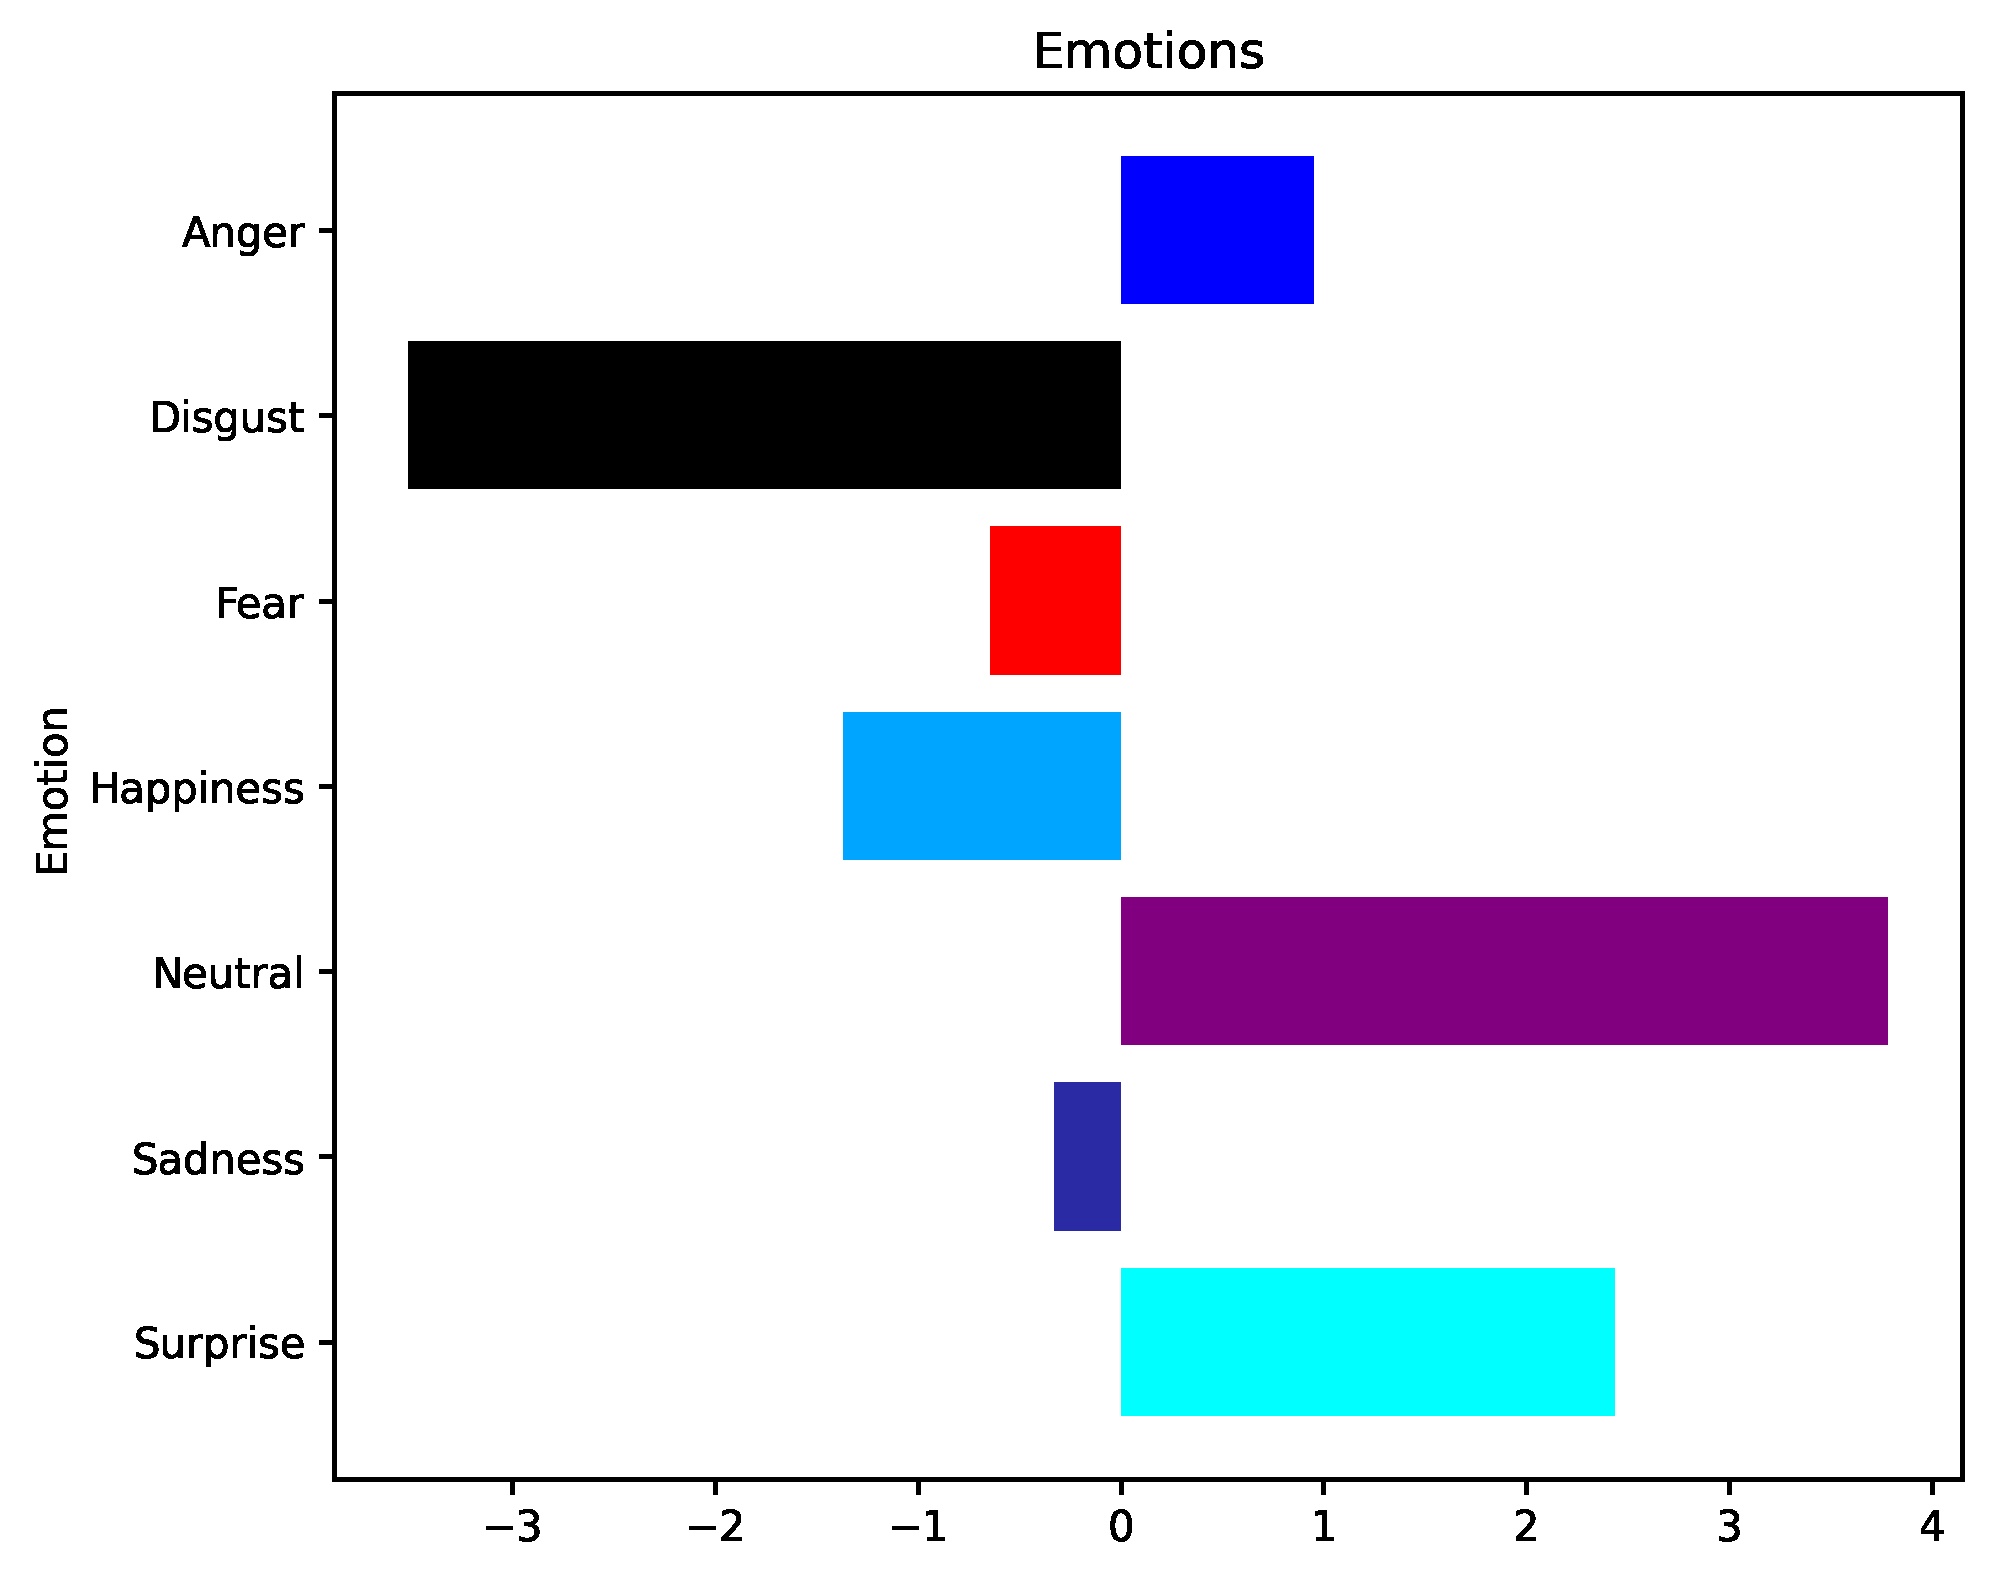 Emotions
Anger
Disgust
Fear
Happiness
Neutral
Sadness
Surprise
Emotion
−3 −2 −1 0 1 2 3 4